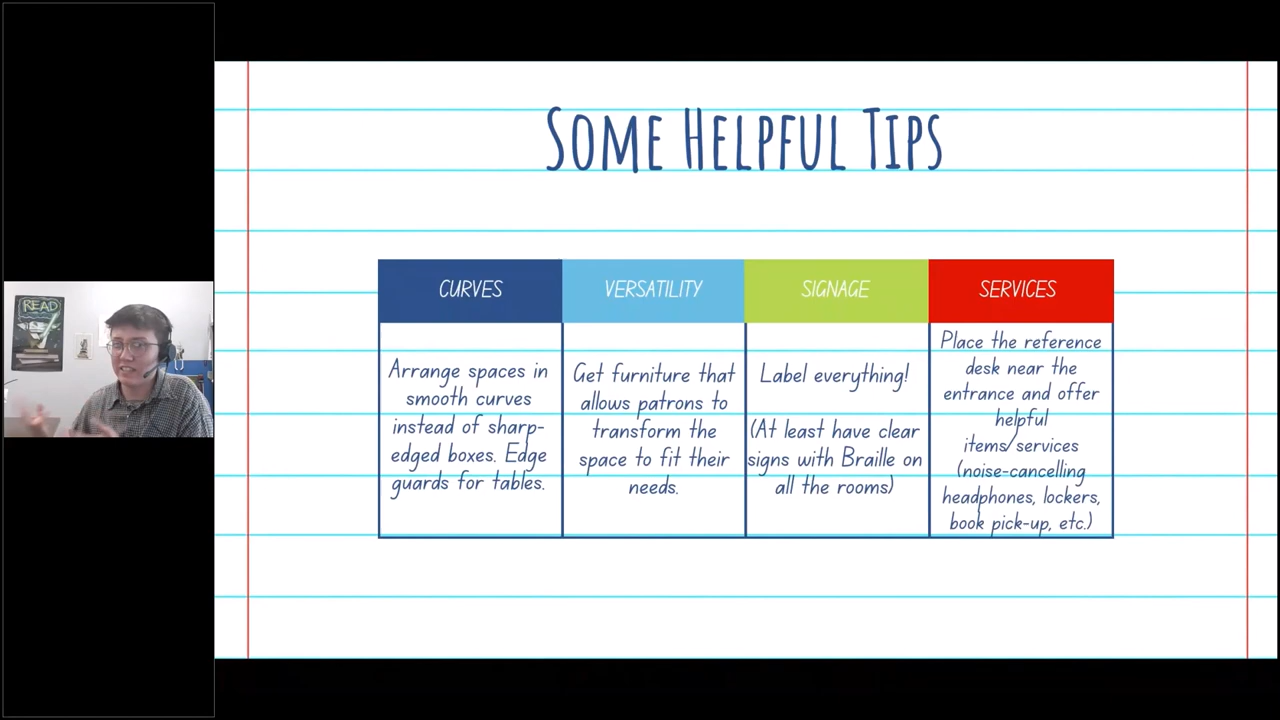 SOME HELPFUL TIPS
CURVES
Arrange spaces in
smooth curves
instead of sharp-
edged boxes. Edge
guards for tables.
VERSATILITY
Get furniture that
allows patrons to
transform the
space to fit their
needs.
SIGNAGE
Label everything!
(At least have clear
signs with Braille on
all the rooms)
SERVICES
Place the reference
desk near the
entrance and offer
helpful
items/services
(noise-cancelling
headphones, lockers,
book pick-up, etc.)
READ